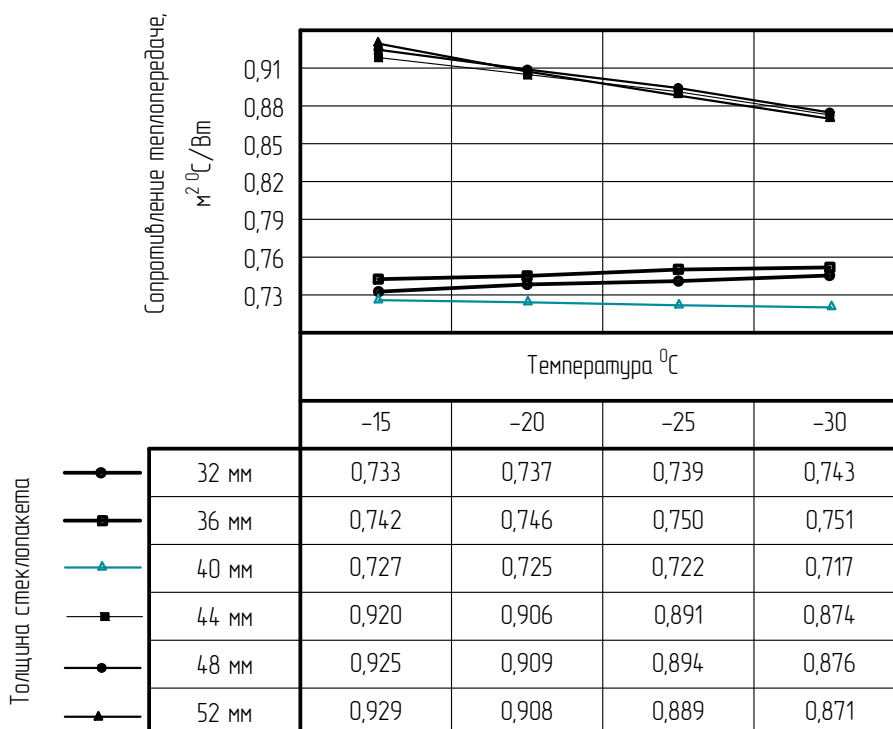 Сопротивление теплопередаче,
м² ⁰С/Вт
0,91
0,88
0,85
0,82
0,79
0,76
0,73
Температура ⁰С
–15 –20 –25 –30
Толщина стеклопакета
32 мм 0,733 0,737 0,739 0,743
36 мм 0,742 0,746 0,750 0,751
40 мм 0,727 0,725 0,722 0,717
44 мм 0,920 0,906 0,891 0,874
48 мм 0,925 0,909 0,894 0,876
52 мм 0,929 0,908 0,889 0,871